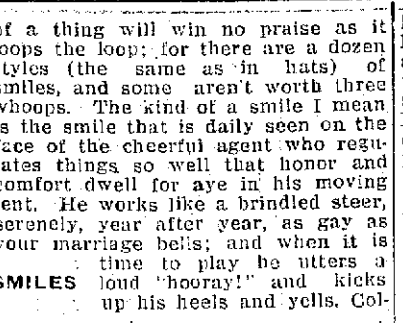 of a thing will win no praise as it
oops the loop; for there are a dozen
tyles (the same as in hats) of
smiles, and some aren't worth three
whoops. The kind of a smile I mean
is the smile that is daily seen on the
face of the cheerful agent who regu-
ates things so well that honor and
comfort dwell for aye in his moving
ent. He works like a brindled steer,
serenely, year after year, as gay as
your marriage bells; and when it is
time to play he utters a
SMILES loud "hooray!" and kicks
up his heels and yells. Col-